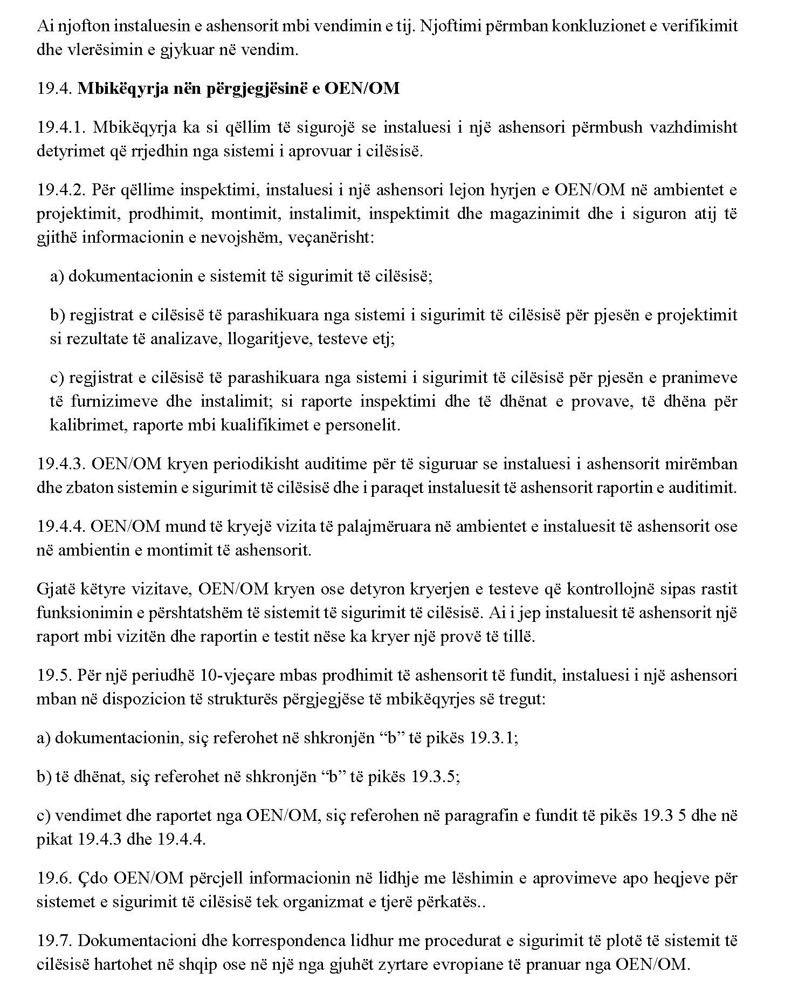 Ai njofton instaluesin e ashensorit mbi vendimin e tij. Njoftimi përmban konkluzionet e verifikimit
dhe vlerësimin e gjykuar në vendim.
19.4. Mbikëqyrja nën përgjegjësinë e OEN/OM
19.4.1. Mbikëqyrja ka si qëllim të sigurojë se instaluesi i një ashensori përmbush vazhdimisht
detyrimet që rrjedhin nga sistemi i aprovuar i cilësisë.
19.4.2. Për qëllime inspektimi, instaluesi i një ashensori lejon hyrjen e OEN/OM në ambientet e
projektimit, prodhimit, montimit, instalimit, inspektimit dhe magazinimit dhe i siguron atij të
gjithë informacionin e nevojshëm, veçanërisht:
a) dokumentacionin e sistemit të sigurimit të cilësisë;
b) regjistrat e cilësisë të parashikuara nga sistemi i sigurimit të cilësisë për pjesën e projektimit
si rezultate të analizave, llogaritjeve, testeve etj;
c) regjistrat e cilësisë të parashikuara nga sistemi i sigurimit të cilësisë për pjesën e pranimeve
të furnizimeve dhe instalimit; si raporte inspektimi dhe të dhënat e provave, të dhëna për
kalibrimet, raporte mbi kualifikimet e personelit.
19.4.3. OEN/OM kryen periodikisht auditime për të siguruar se instaluesi i ashensorit mirëmban
dhe zbaton sistemin e sigurimit të cilësisë dhe i paraqet instaluesit të ashensorit raportin e auditimit.
19.4.4. OEN/OM mund të kryejë vizita të palajmëruara në ambientet e instaluesit të ashensorit ose
në ambientin e montimit të ashensorit.
Gjatë këtyre vizitave, OEN/OM kryen ose detyron kryerjen e testeve që kontrollojnë sipas rastit
funksionimin e përshtatshëm të sistemit të sigurimit të cilësisë. Ai i jep instaluesit të ashensorit një
raport mbi vizitën dhe raportin e testit nëse ka kryer një provë të tillë.
19.5. Për një periudhë 10-vjeçare mbas prodhimit të ashensorit të fundit, instaluesi i një ashensori
mban në dispozicion të strukturës përgjegjëse të mbikëqyrjes së tregut:
a) dokumentacionin, siç referohet në shkronjën “b” të pikës 19.3.1;
b) të dhënat, siç referohet në shkronjën “b” të pikës 19.3.5;
c) vendimet dhe raportet nga OEN/OM, siç referohen në paragrafin e fundit të pikës 19.3 5 dhe në
pikat 19.4.3 dhe 19.4.4.
19.6. Çdo OEN/OM përcjell informacionin në lidhje me lëshimin e aprovimeve apo heqjeve për
sistemet e sigurimit të cilësisë tek organizmat e tjerë përkatës..
19.7. Dokumentacioni dhe korrespondenca lidhur me procedurat e sigurimit të plotë të sistemit të
cilësisë hartohet në shqip ose në një nga gjuhët zyrtare evropiane të pranuar nga OEN/OM.